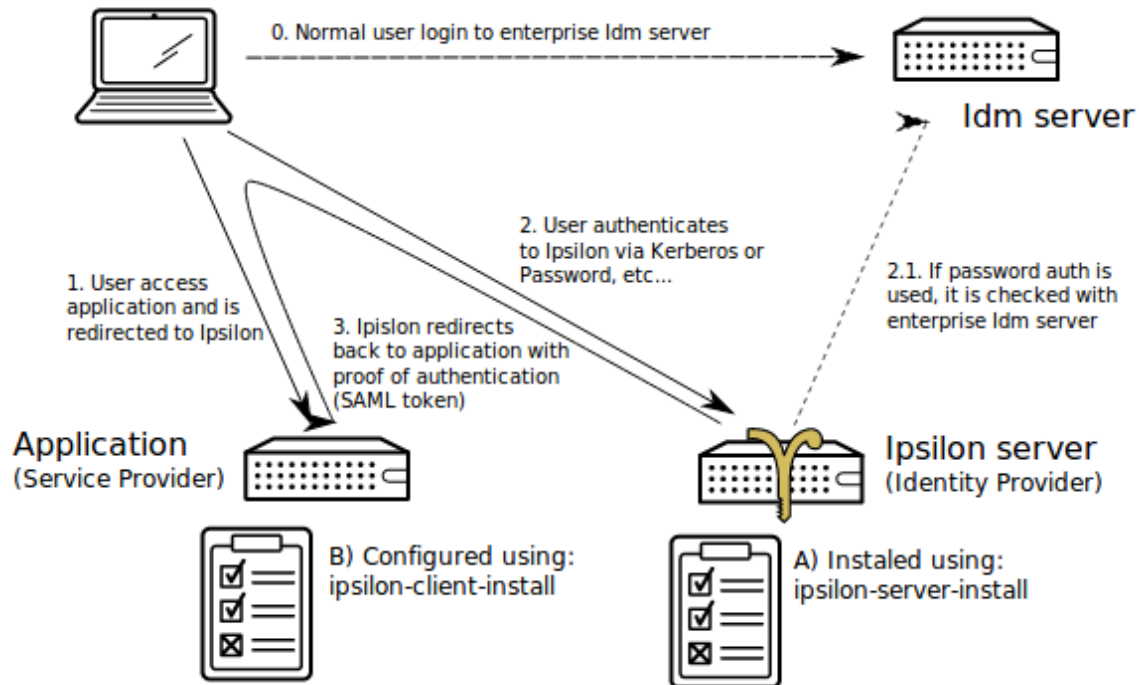 0. Normal user login to enterprise Idm server
Idm server
2. User authenticates
to Ipsilon via Kerberos or
Password, etc...
1. User access
application and is
redirected to Ipsilon
2.1. If password auth is
used, it is checked with
enterprise Idm server
3. Ipislon redirects
back to application with
proof of authentication
(SAML token)
Application
(Service Provider)
Ipsilon server
(Identity Provider)
B) Configured using:
ipsilon-client-install
A) Instaled using:
ipsilon-server-install